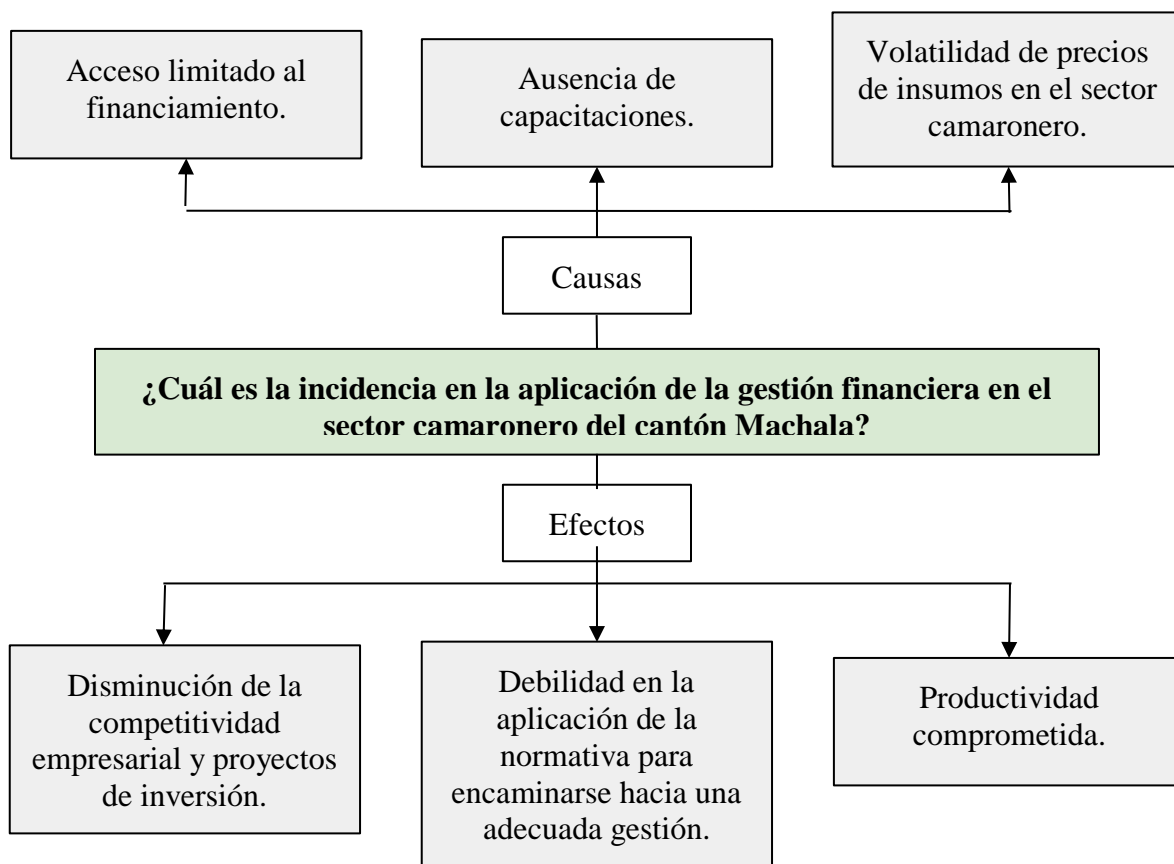 Acceso limitado al
financiamiento.
Ausencia de
capacitaciones.
Volatilidad de precios
de insumos en el sector
camaronero.
Causas
¿Cuál es la incidencia en la aplicación de la gestión financiera en el
sector camaronero del cantón Machala?
Efectos
Disminución de la
competitividad
empresarial y proyectos
de inversión.
Debilidad en la
aplicación de la
normativa para
encaminarse hacia una
adecuada gestión.
Productividad
comprometida.